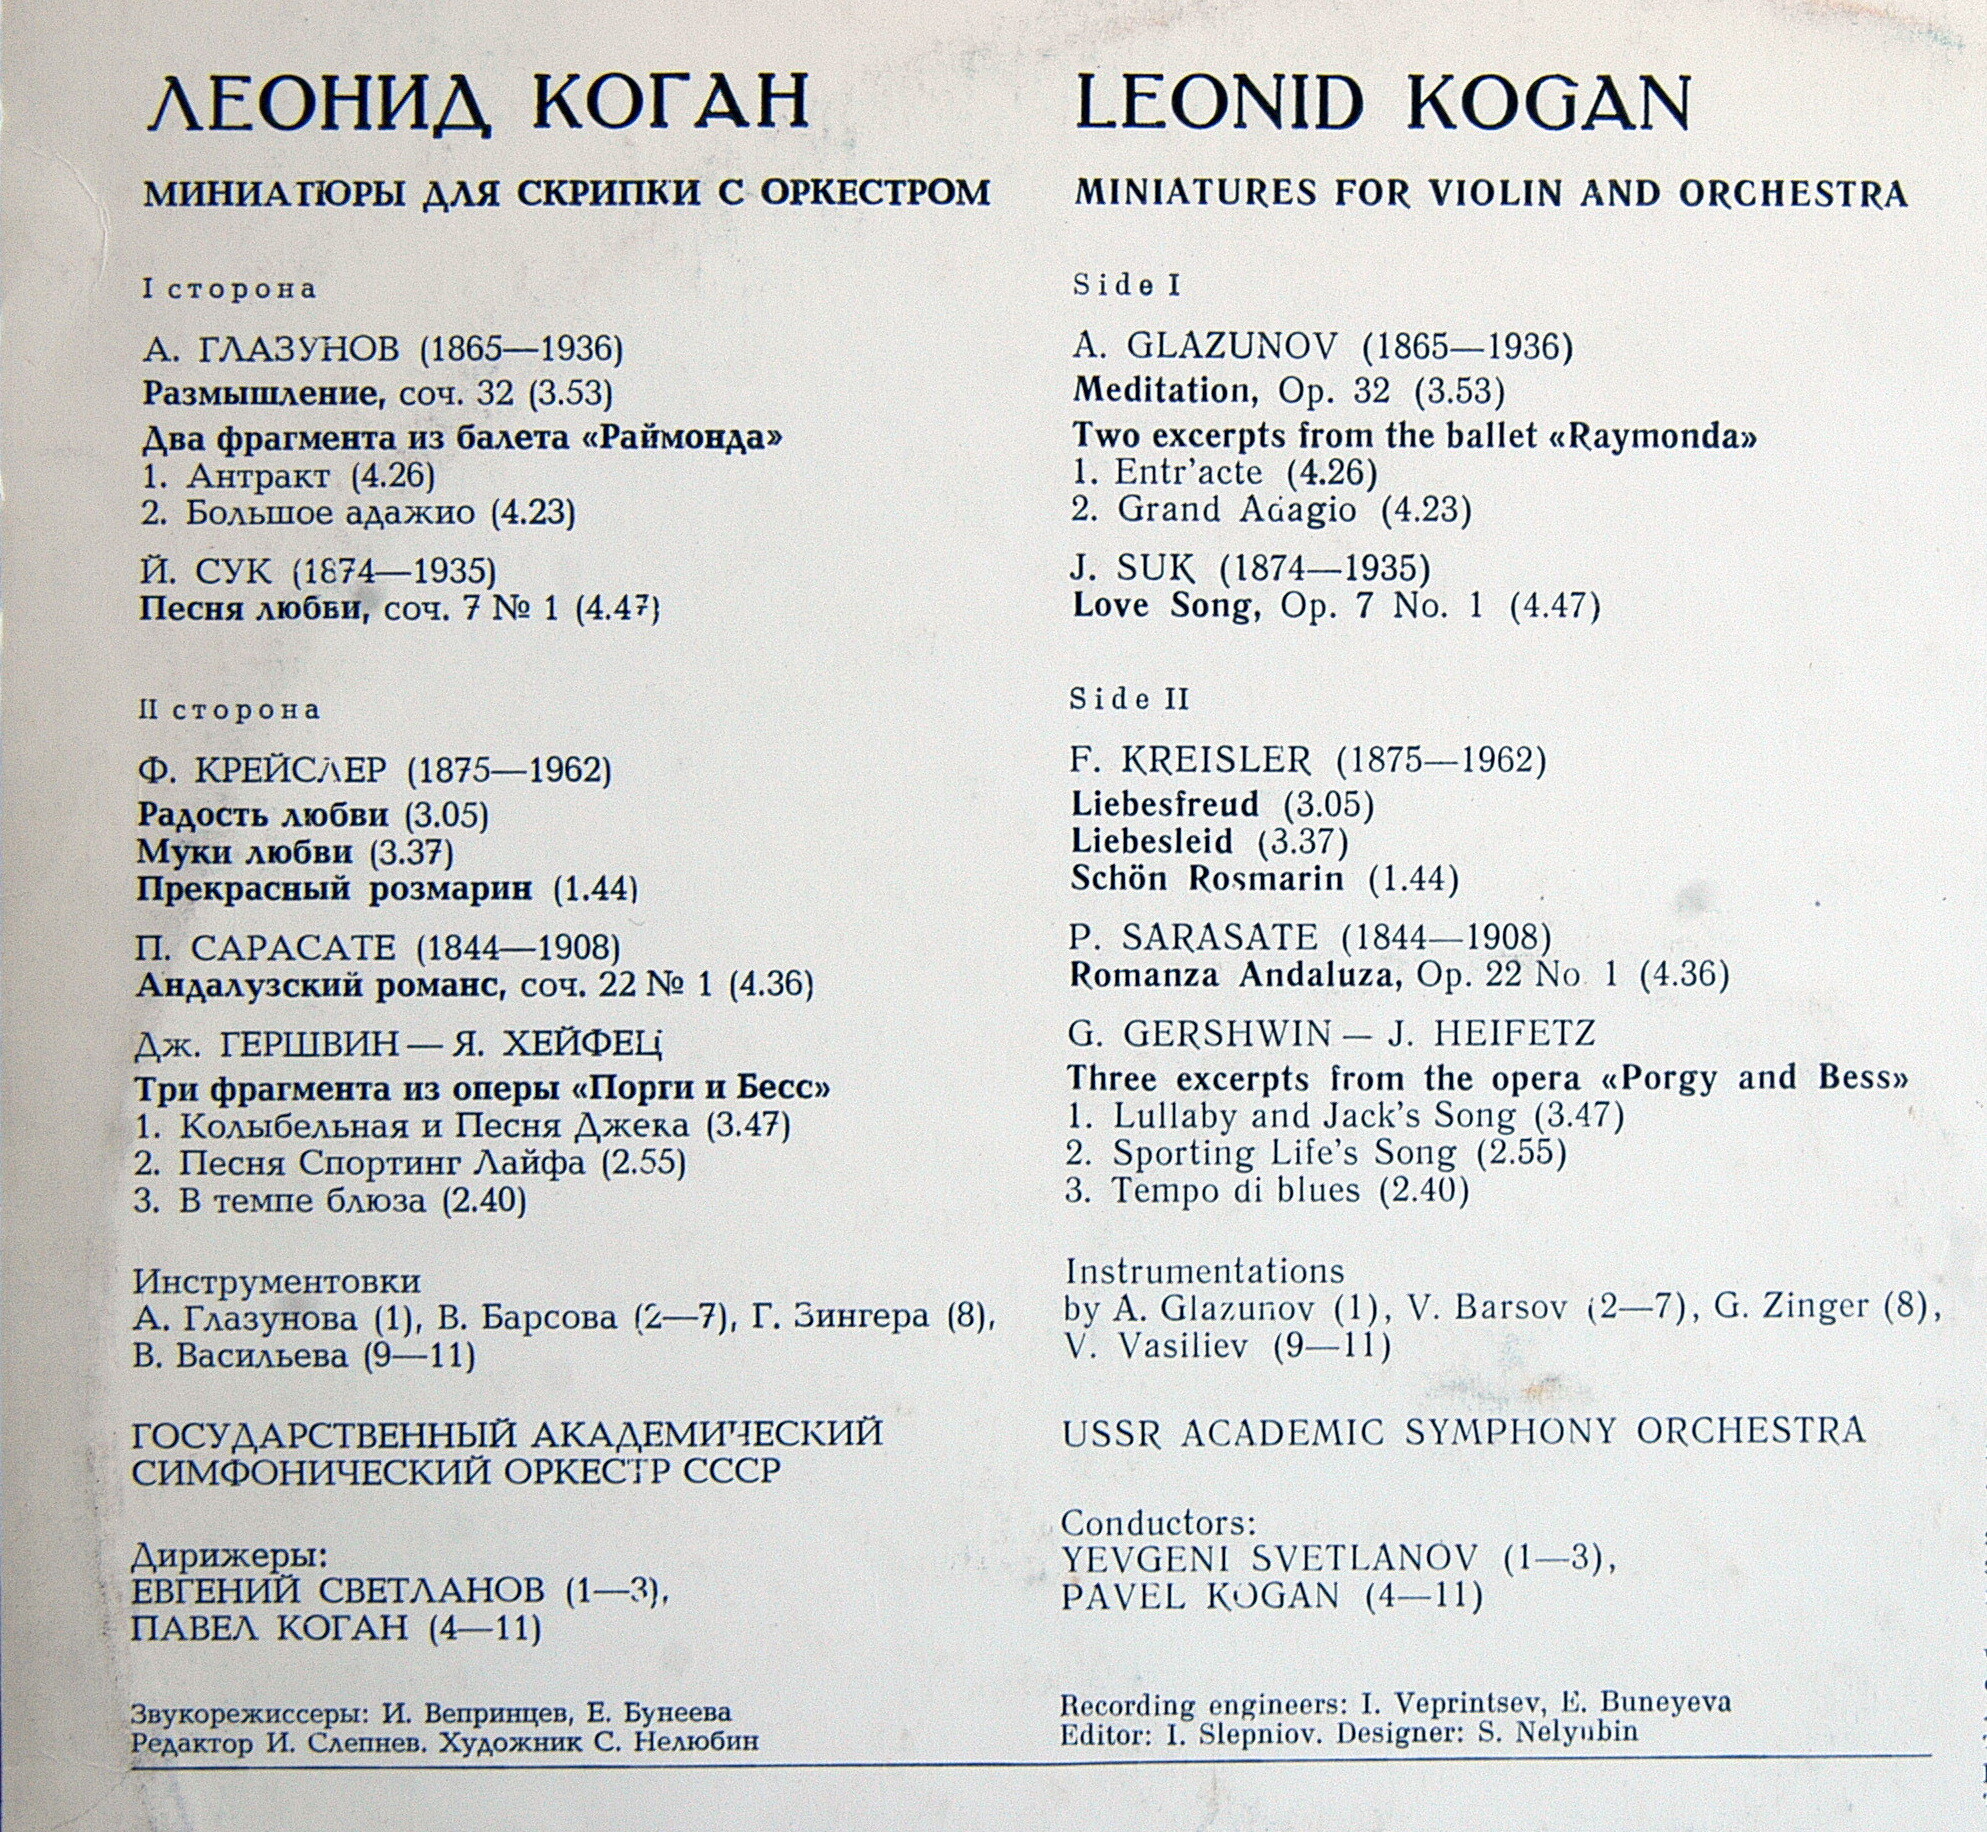 ЛЕОНИД КОГАН
МИНИАТЮРЫ ДЛЯ СКРИПКИ С ОРКЕСТРОМ
I сторона
А. ГЛАЗУНОВ (1865—1936)
Размышление, соч. 32 (3.53)
Два фрагмента из балета «Раймонда»
1. Антракт (4.26)
2. Большое адажио (4.23)
Й. СУК (1874—1935)
Песня любви, соч. 7 № 1 (4.47)
II сторона
Ф. КРЕЙСЛЕР (1875—1962)
Радость любви (3.05)
Муки любви (3.37)
Прекрасный розмарин (1.44)
П. САРАСАТЕ (1844—1908)
Андалузский романс, соч. 22 № 1 (4.36)
Дж. ГЕРШВИН — Я. ХЕЙФЕЦ
Три фрагмента из оперы «Порги и Бесс»
1. Колыбельная и Песня Джека (3.47)
2. Песня Спортинг Лайфа (2.55)
3. В темпе блюза (2.40)
Инструментовки
А. Глазунова (1), В. Барсова (2—7), Г. Зингера (8),
В. Васильева (9—11)
ГОСУДАРСТВЕННЫЙ АКАДЕМИЧЕСКИЙ
СИМФОНИЧЕСКИЙ ОРКЕСТР СССР
Дирижеры:
ЕВГЕНИЙ СВЕТЛАНОВ (1—3),
ПАВЕЛ КОГАН (4—11)
Звукорежиссеры: И. Вепринцев, Е. Бунеева
Редактор И. Слепнев. Художник С. Нелюбин
LEONID KOGAN
MINIATURES FOR VIOLIN AND ORCHESTRA
Side I
A. GLAZUNOV (1865—1936)
Meditation, Op. 32 (3.53)
Two excerpts from the ballet «Raymonda»
1. Entr’acte (4.26)
2. Grand Adagio (4.23)
J. SUK (1874—1935)
Love Song, Op. 7 No. 1 (4.47)
Side II
F. KREISLER (1875—1962)
Liebesfreud (3.05)
Liebesleid (3.37)
Schön Rosmarin (1.44)
P. SARASATE (1844—1908)
Romanza Andaluza, Op. 22 No. 1 (4.36)
G. GERSHWIN — J. HEIFETZ
Three excerpts from the opera «Porgy and Bess»
1. Lullaby and Jack’s Song (3.47)
2. Sporting Life’s Song (2.55)
3. Tempo di blues (2.40)
Instrumentations
by A. Glazunov (1), V. Barsov (2—7), G. Zinger (8),
V. Vasiliev (9—11)
USSR ACADEMIC SYMPHONY ORCHESTRA
Conductors:
YEVGENI SVETLANOV (1—3),
PAVEL KOGAN (4—11)
Recording engineers: I. Veprintsev, E. Buneyeva
Editor: I. Slepniov. Designer: S. Nelyubin